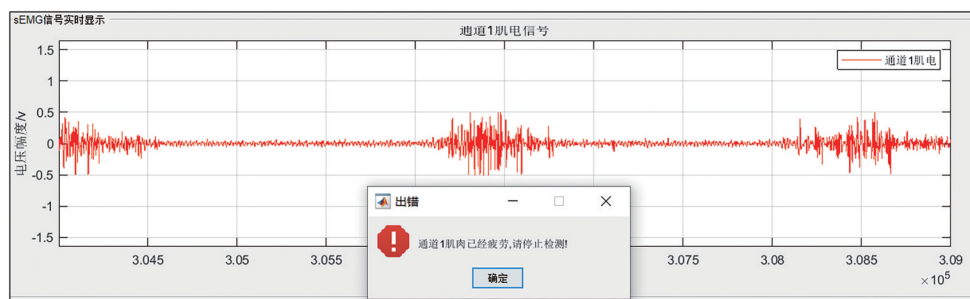 sEMG信号实时显示
通道1肌电信号
通道1肌电
电压幅度/v
1.5
1
0.5
0
-0.5
-1
-1.5
出错
通道1肌肉已经疲劳,请停止检测!
确定
3.045 3.05 3.055 3.075 3.08 3.085 3.09
×10⁵